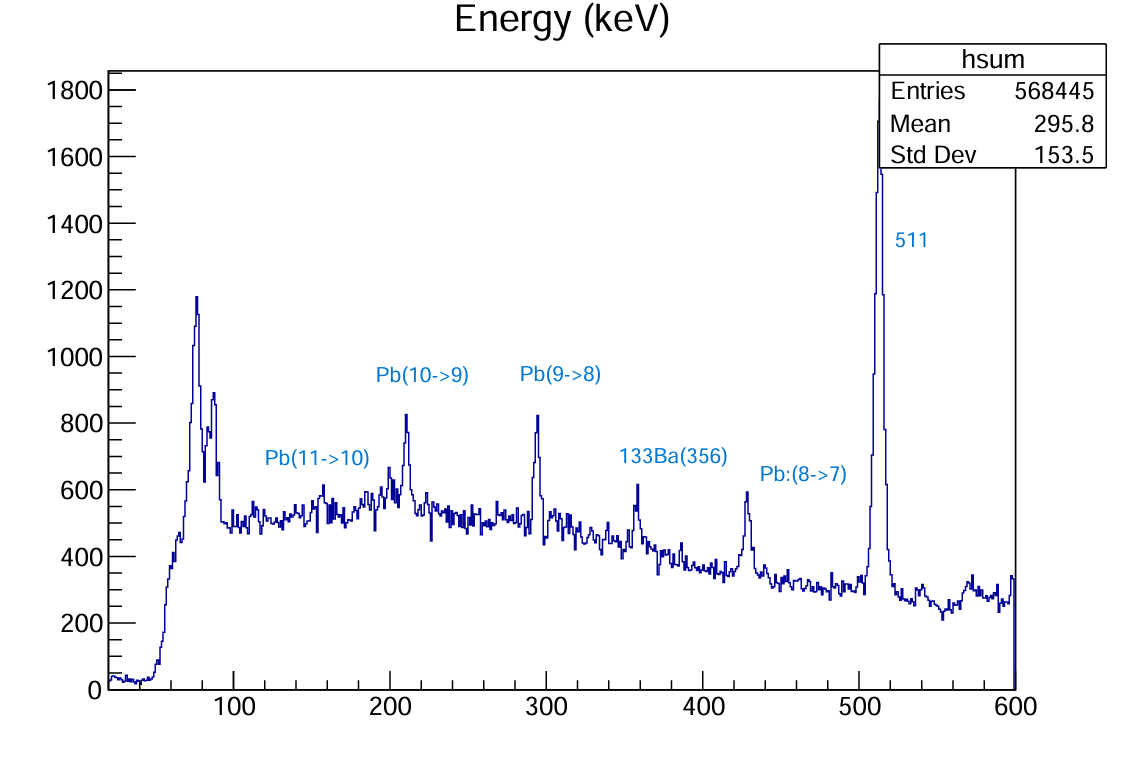 Energy (keV)
hsum
Entries 568445
Mean 295.8
Std Dev 153.5
1800
1600
1400
1200
1000
800
600
400
200
0
511
Pb(10->9)
Pb(9->8)
Pb(11->10)
133Ba(356)
Pb:(8->7)
100 200 300 400 500 600